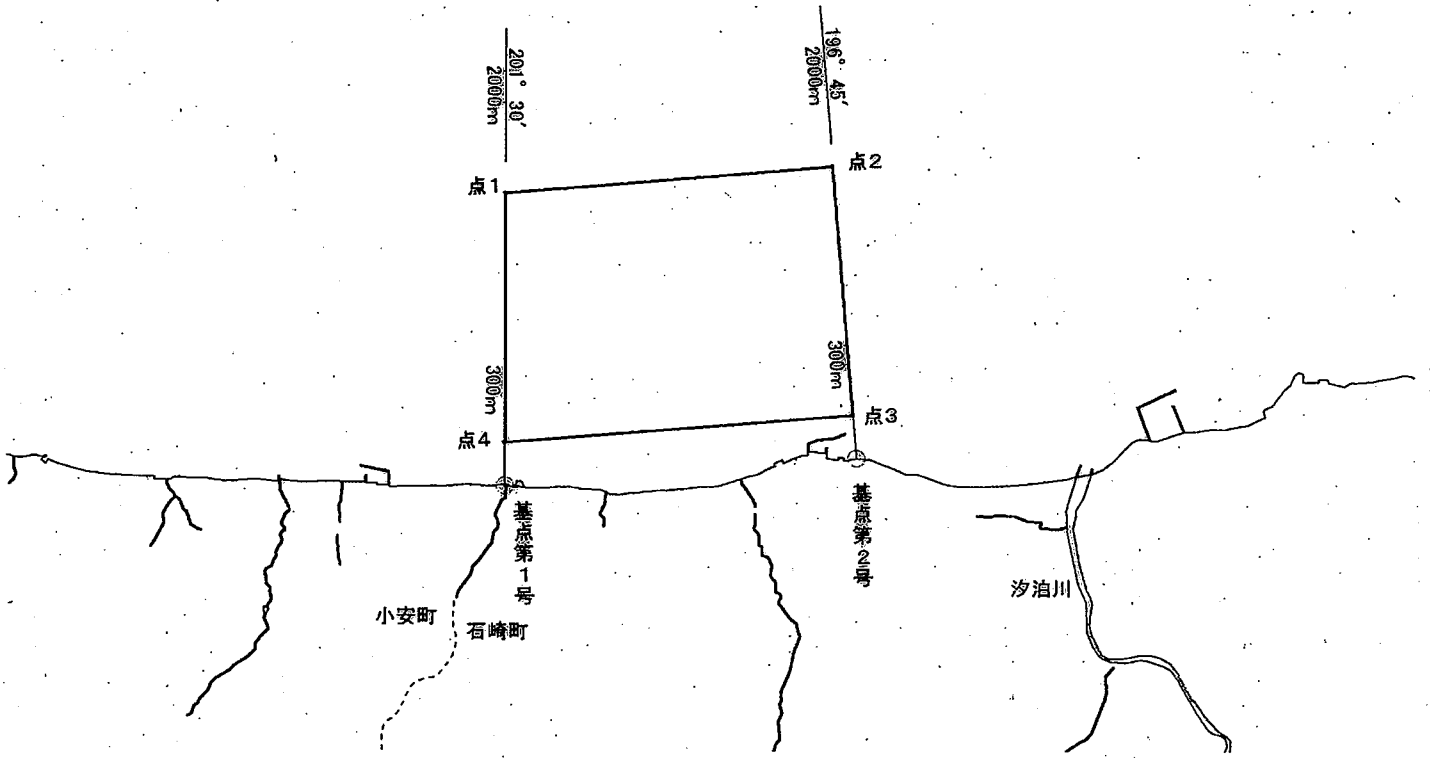 201° 30′
2000m
196° 45′
2000m
点1
点2
300m
300m
点3
点4
基点第1号
基点第2号
小安町
石崎町
汐泊川